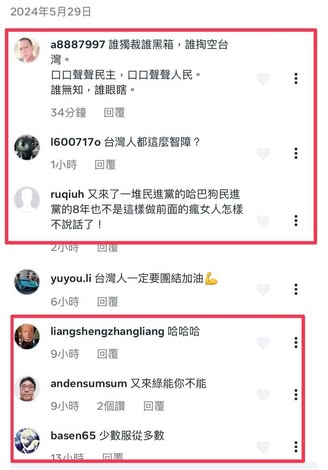 2024年5月29日
a8887997 誰獨裁誰黑箱，誰掏空台
灣。
口口聲聲民主，口口聲聲人民。
誰無知，誰眼瞎。
34分鐘 回覆
l600717o 台灣人都這麼智障？
1小時 回覆
ruqiuh 又來了一堆民進黨的哈巴狗民進
黨的8年也不是這樣做前面的瘋女人怎樣
不說話了！
2小時 回覆
yuyou.li 台灣人一定要團結加油💪
6小時 回覆
liangshengzhangliang 哈哈哈
9小時 回覆
andensumsum 又來綠能你不能
9小時 2個讚 回覆
basen65 少數服從多數
13小時 回覆